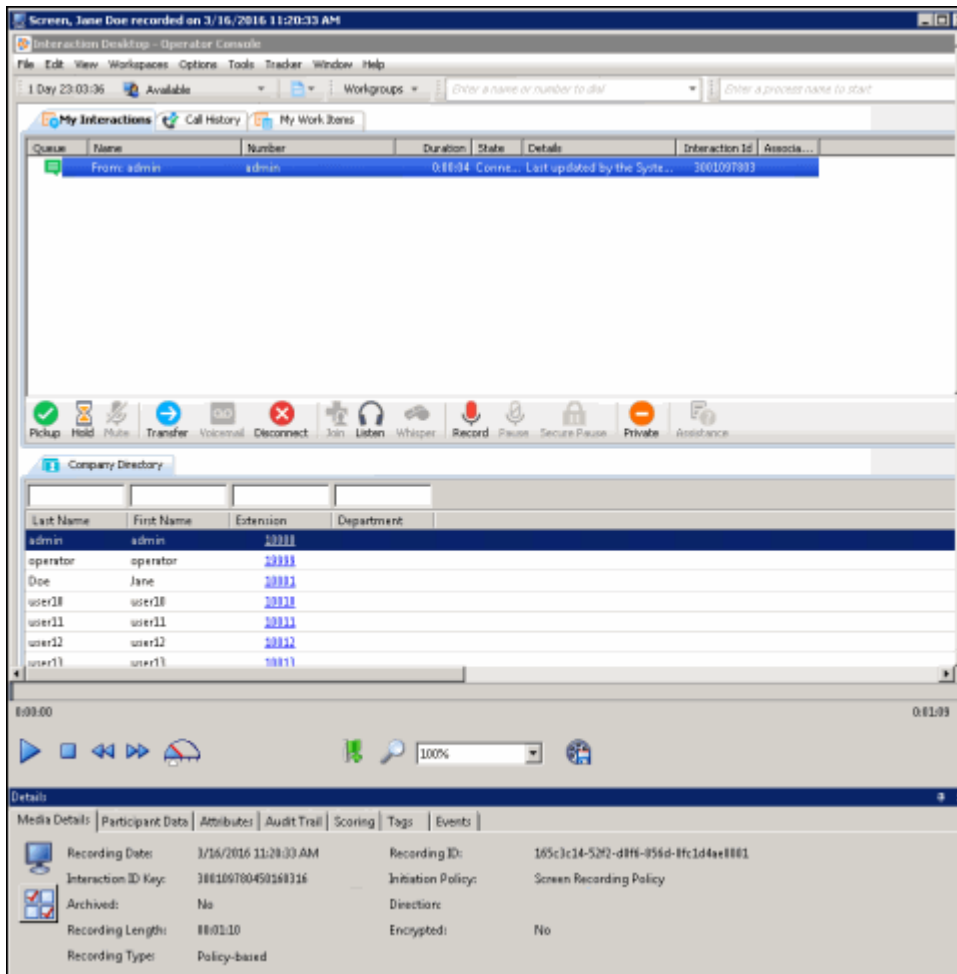 Screen, Jane Doe recorded on 3/16/2016 11:20:33 AM
Interaction Desktop - Operator Console
File Edit View Workspaces Options Tools Tracker Window Help
1 Day 23:03:36 Available Workgroups Enter a name or number to dial Enter a process name to start
My Interactions Call History My Work Items
Queue Name Number Duration State Details Interaction Id Associa...
From: admin admin 0:00:04 Conne... Last updated by the Syste... 3001097803
Pickup Hold Mute Transfer Voicemail Disconnect Join Listen Whisper Record Pause Secure Pause Private Assistance
Company Directory
Last Name First Name Extension Department
admin admin
operator operator
Doe Jane 10001
user10 user10 10010
user11 user11 10011
user12 user12 10012
user13 user13 10013
0:00:00 0:01:09
100%
Details
Media Details Participant Data Attributes Audit Trail Scoring Tags Events
Recording Date: 3/16/2016 11:20:33 AM Recording ID:
Interaction ID Key: 300109780450160316 Initiation Policy: Screen Recording Policy
Archived: No Direction:
Recording Length: 00:01:10 Encrypted: No
Recording Type: Policy-based